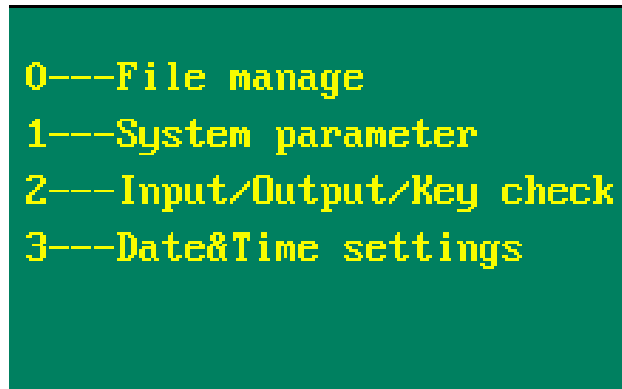 0---File manage
1---System parameter
2---Input/Output/Key check
3---Date&Time settings